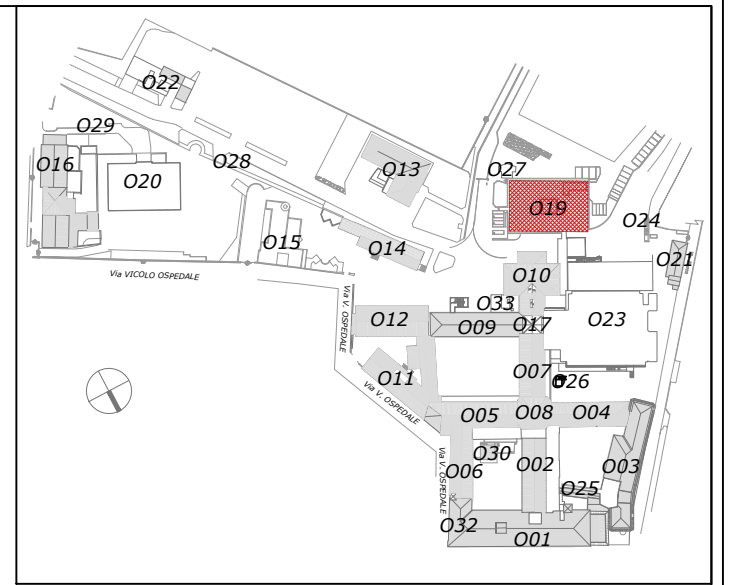 O22
O29
O16
O20
O28
O13
O27
O19
O24
O15
O14
O21
Via VICOLO OSPEDALE
O10
Via V. OSPEDALE
O33
O12
O09
O17
O23
O11
O07
O26
Via V. OSPEDALE
O05
O08
O04
Via V. OSPEDALE
O30
O06
O02
O03
O25
O32
O01